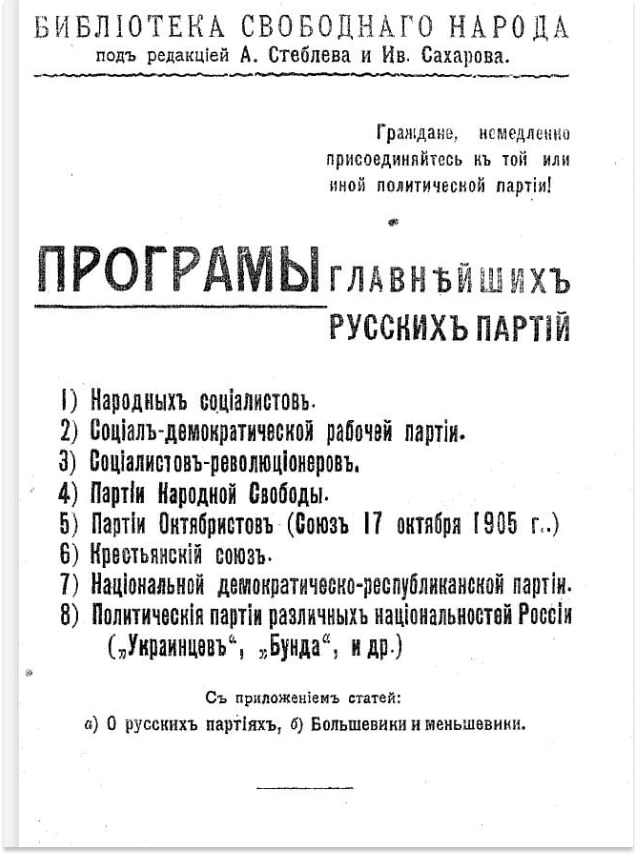 БИБЛІОТЕКА СВОБОДНАГО НАРОДА
подъ редакціей А. Стеблева и Ив. Сахарова.
Граждане, немедленно
присоединяйтесь къ той или
иной политической партіи!
ПРОГРАМЫ ГЛАВНѢЙШИХЪ
РУССКИХЪ ПАРТІЙ
1) Народныхъ соціалистовъ.
2) Соціалъ-демократической рабочей партіи.
3) Соціалистовъ-революціонеровъ.
4) Партіи Народной Свободы.
5) Партіи Октябристовъ (Союзъ 17 октября 1905 г..)
6) Крестьянскій союзъ.
7) Національной демократическо-республиканской партіи.
8) Политическія партіи различныхъ національностей Россіи
(„Украинцевъ“, „Бунда“, и др.)
Съ приложеніемъ статей:
а) О русскихъ партіяхъ, б) Большевики и меньшевики.